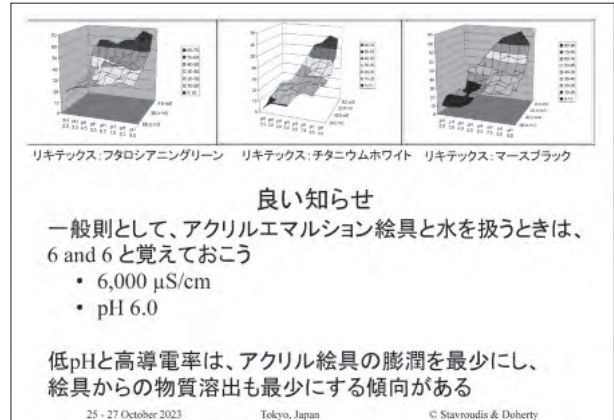 リキテックス：フタロシアニングリーン
リキテックス：チタニウムホワイト
リキテックス：マースブラック
良い知らせ
一般則として、アクリルエマルション絵具と水を扱うときは、
6 and 6 と覚えておこう
• 6,000 μS/cm
• pH 6.0
低pHと高導電率は、アクリル絵具の膨潤を最少にし、
絵具からの物質溶出も最少にする傾向がある
25 - 27 October 2023 Tokyo, Japan © Stavroudis & Doherty